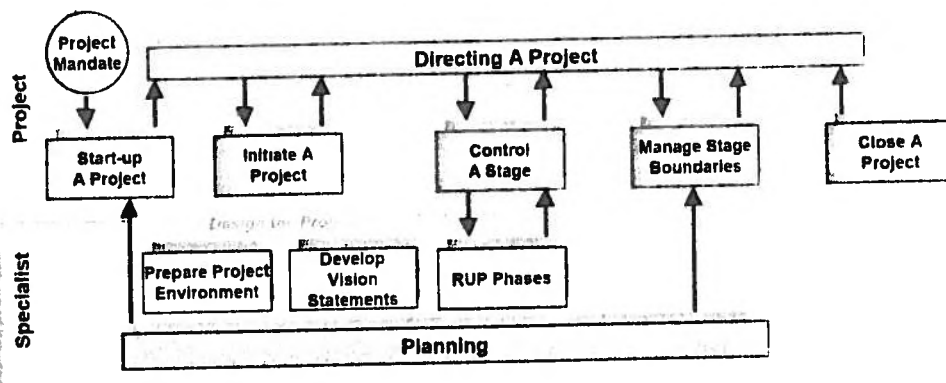 Project
Mandate
Directing A Project
Project
Start-up
A Project
Initiate A
Project
Control
A Stage
Manage Stage
Boundaries
Close A
Project
Specialist
Prepare Project
Environment
Develop
Vision
Statements
RUP Phases
Planning